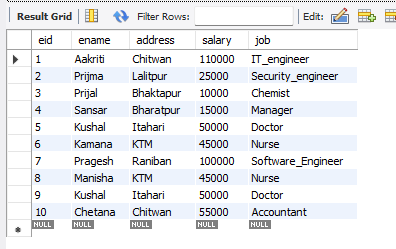 Result Grid Filter Rows: Edit:
eid ename address salary job
1 Aakriti Chitwan 110000 IT_engineer
2 Prijma Lalitpur 25000 Security_engineer
3 Prijal Bhaktapur 10000 Chemist
4 Sansar Bharatpur 15000 Manager
5 Kushal Itahari 50000 Doctor
6 Kamana KTM 45000 Nurse
7 Pragesh Raniban 100000 Software_Engineer
8 Manisha KTM 45000 Nurse
9 Kushal Itahari 50000 Doctor
10 Chetana Chitwan 55000 Accountant
NULL NULL NULL NULL NULL